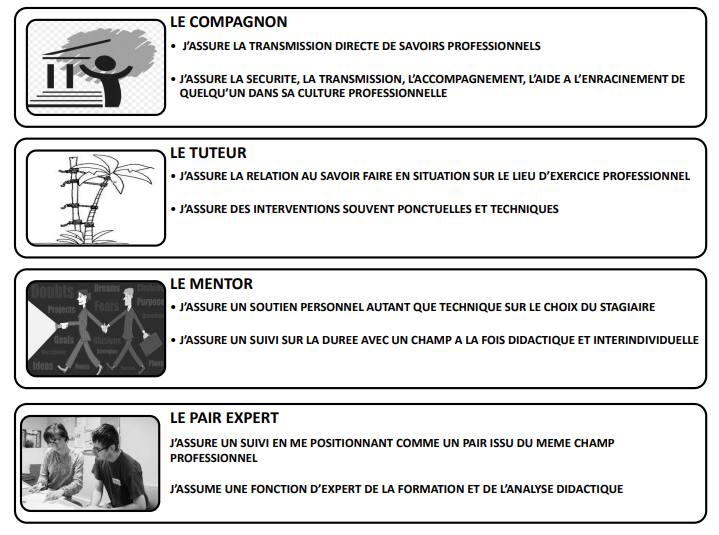 LE COMPAGNON
• J'ASSURE LA TRANSMISSION DIRECTE DE SAVOIRS PROFESSIONNELS
• J'ASSURE LA SECURITE, LA TRANSMISSION, L'ACCOMPAGNEMENT, L'AIDE A L'ENRACINEMENT DE
QUELQU'UN DANS SA CULTURE PROFESSIONNELLE
LE TUTEUR
• J'ASSURE LA RELATION AU SAVOIR FAIRE EN SITUATION SUR LE LIEU D'EXERCICE PROFESSIONNEL
• J'ASSURE DES INTERVENTIONS SOUVENT PONCTUELLES ET TECHNIQUES
LE MENTOR
• J'ASSURE UN SOUTIEN PERSONNEL AUTANT QUE TECHNIQUE SUR LE CHOIX DU STAGIAIRE
• J'ASSURE UN SUIVI SUR LA DUREE AVEC UN CHAMP A LA FOIS DIDACTIQUE ET INTERINDIVIDUELLE
Doubts
Dreams
Projects
Fears
Purpose
Goals
Ideas
LE PAIR EXPERT
J'ASSURE UN SUIVI EN ME POSITIONNANT COMME UN PAIR ISSU DU MEME CHAMP
PROFESSIONNEL
J'ASSUME UNE FONCTION D'EXPERT DE LA FORMATION ET DE L'ANALYSE DIDACTIQUE